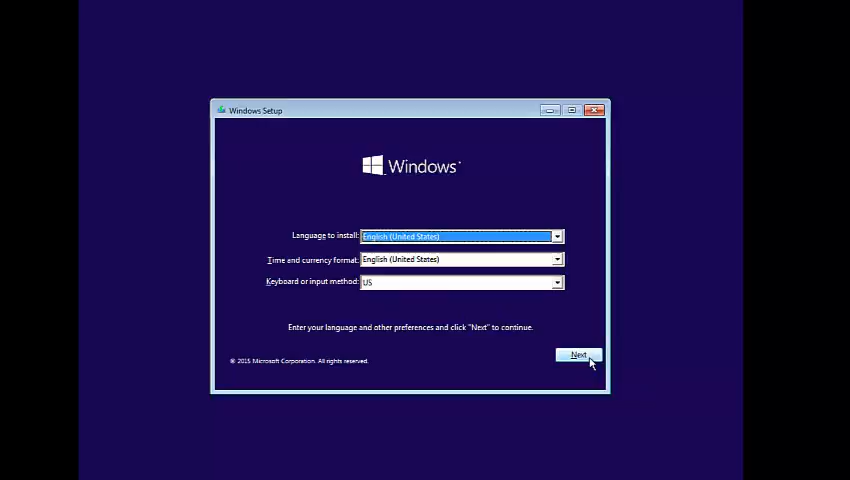 Windows Setup
Windows
Language to install: English (United States)
Time and currency format: English (United States)
Keyboard or input method: US
Enter your language and other preferences and click "Next" to continue.
Next
© 2015 Microsoft Corporation. All rights reserved.